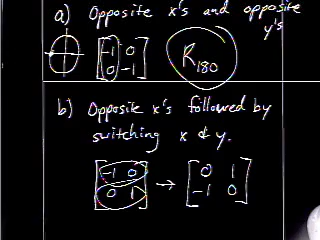 a) Opposite x's and opposite
y's
[-1 0
0 -1]
R180
b) Opposite x's followed by
switching x & y.
[-1 0
0 1] → [0 1
-1 0]